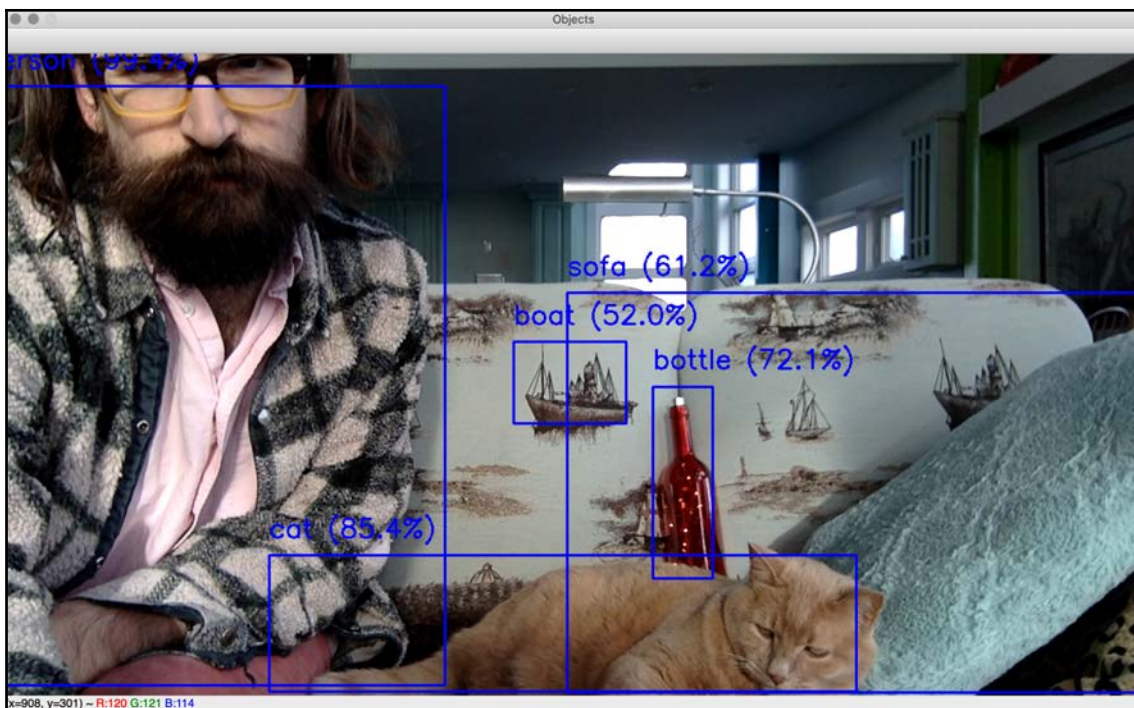 Objects
erson (99.4%)
sofa (61.2%)
boat (52.0%)
bottle (72.1%)
cat (85.4%)
x=908, y=301) ~ R:120 G:121 B:114